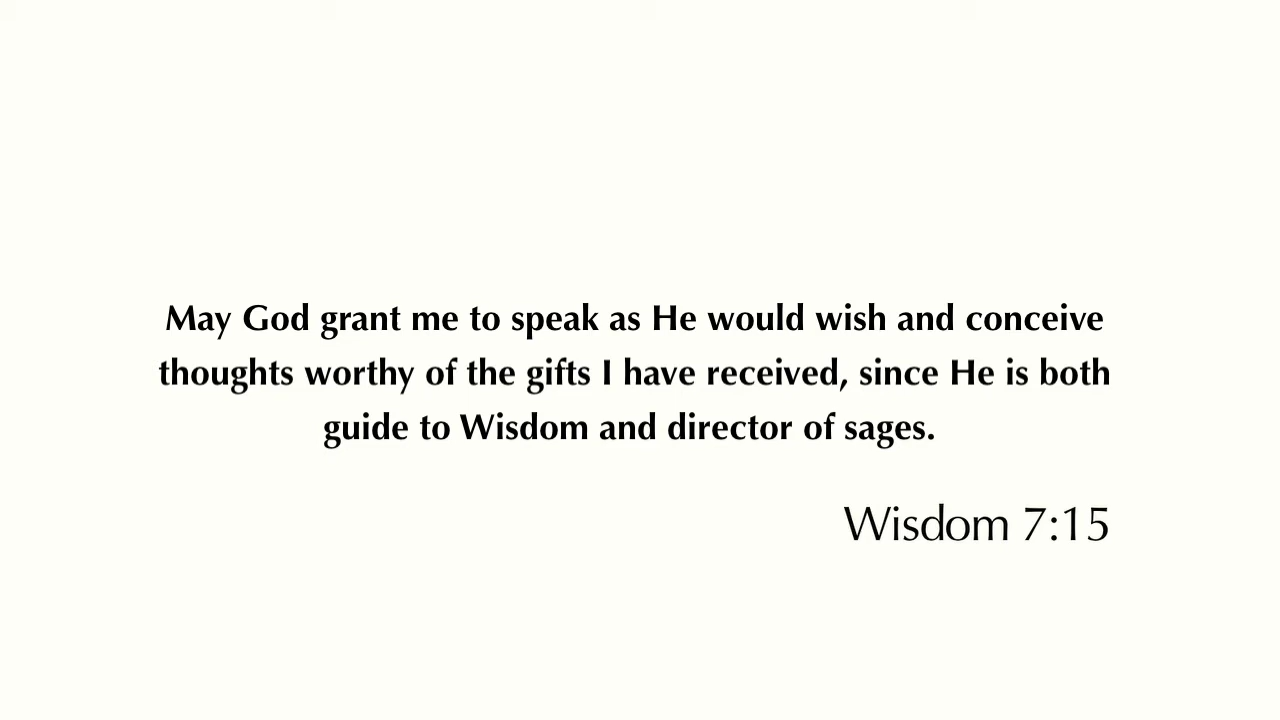 May God grant me to speak as He would wish and conceive
thoughts worthy of the gifts I have received, since He is both
guide to Wisdom and director of sages.
Wisdom 7:15